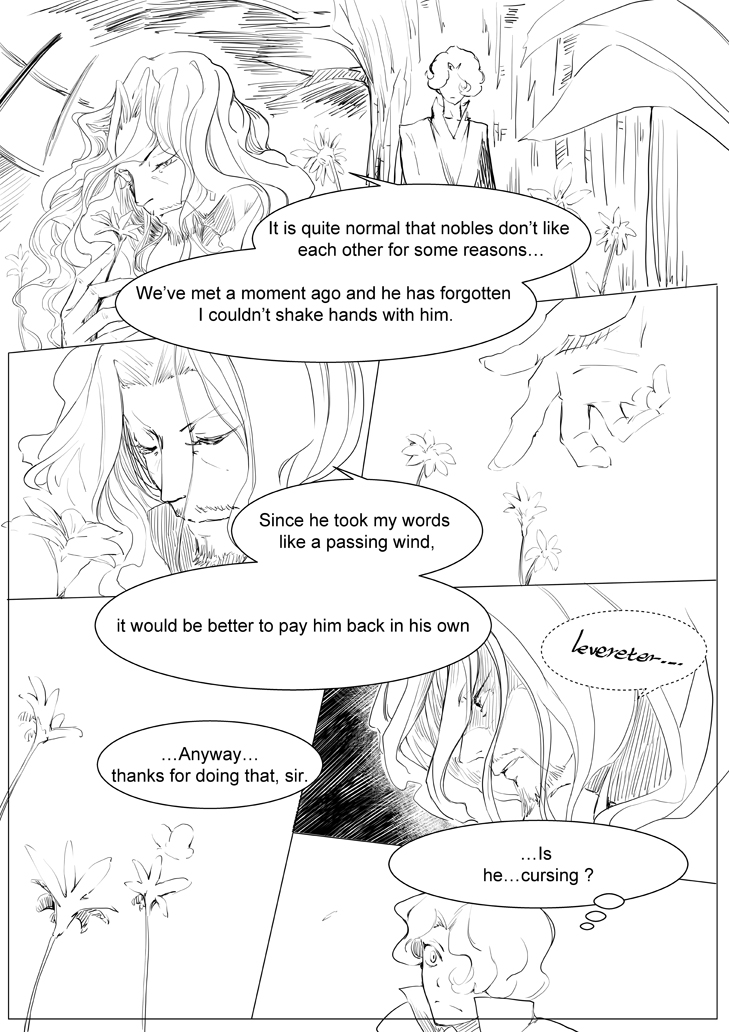 It is quite normal that nobles don't like
each other for some reasons...
We've met a moment ago and he has forgotten
I couldn't shake hands with him.
Since he took my words
like a passing wind,
it would be better to pay him back in his own
levereter...
...Anyway...
thanks for doing that, sir.
...Is
he...cursing ?